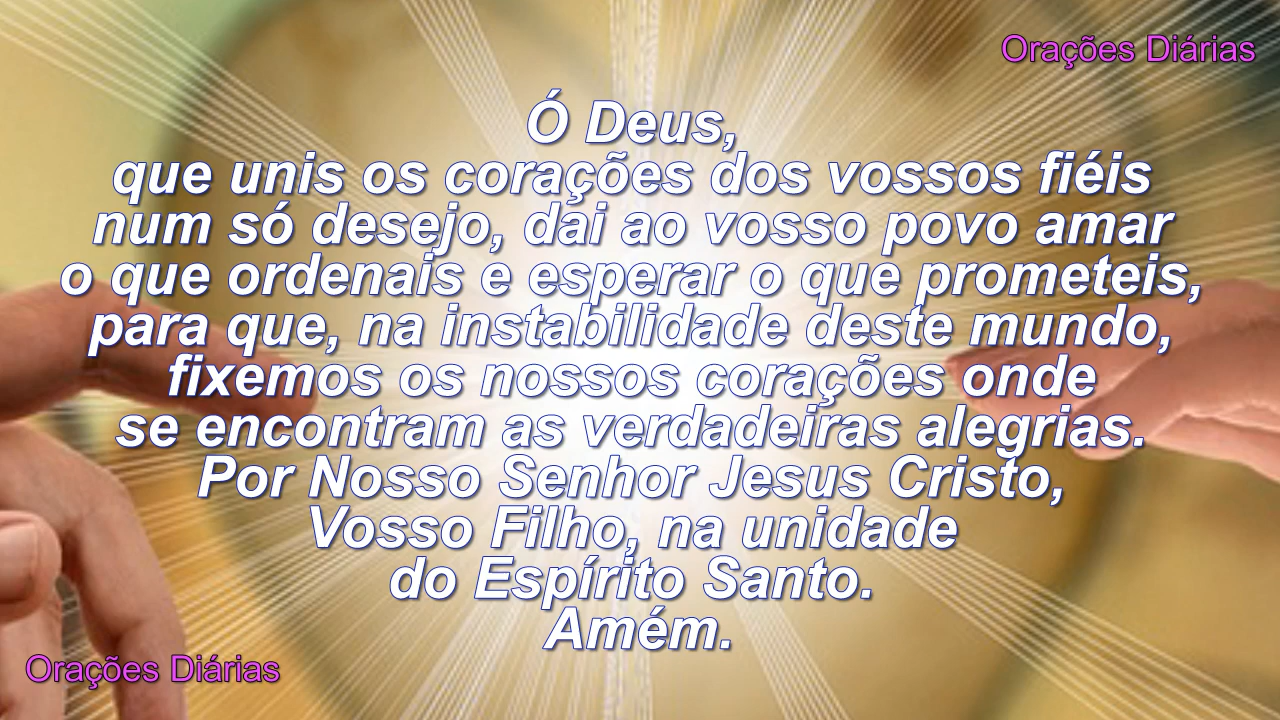 Orações Diárias
Ó Deus,
que unis os corações dos vossos fiéis
num só desejo, dai ao vosso povo amar
o que ordenais e esperar o que prometeis,
para que, na instabilidade deste mundo,
fixemos os nossos corações onde
se encontram as verdadeiras alegrias.
Por Nosso Senhor Jesus Cristo,
Vosso Filho, na unidade
do Espírito Santo.
Amém.
Orações Diárias